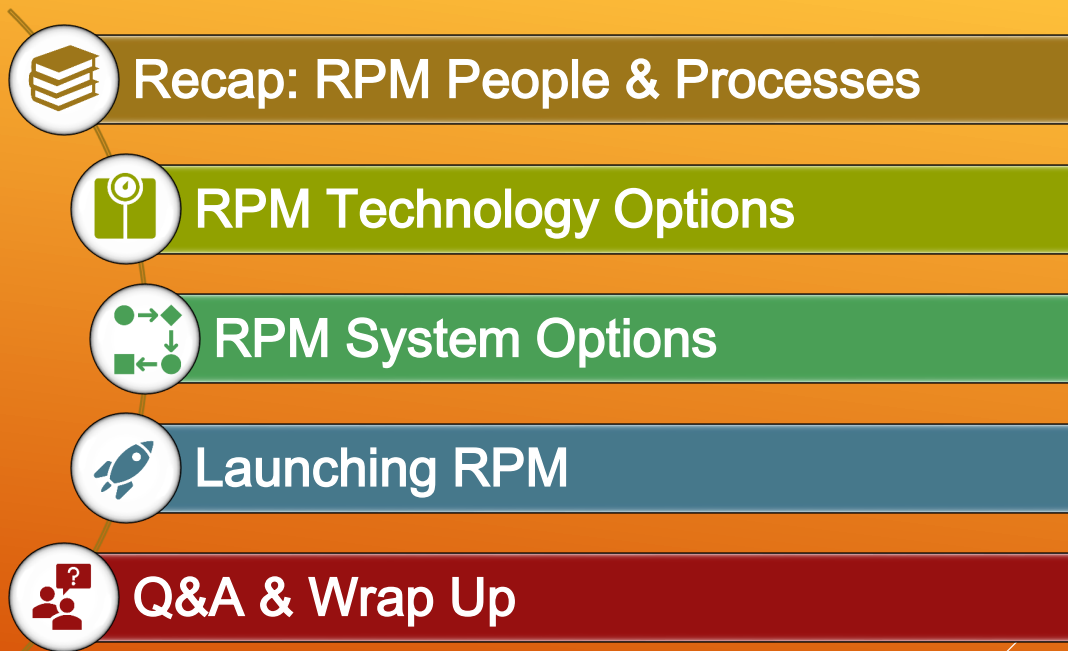 Recap: RPM People & Processes
RPM Technology Options
RPM System Options
Launching RPM
?
Q&A & Wrap Up